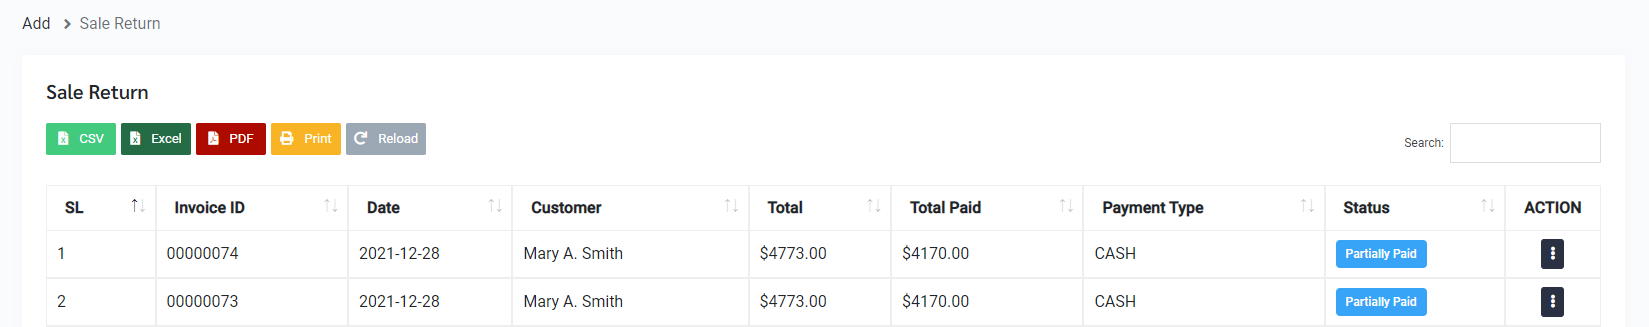 Add > Sale Return
Sale Return
CSV Excel PDF Print Reload
Search:
SL Invoice ID Date Customer Total Total Paid Payment Type Status ACTION
1 00000074 2021-12-28 Mary A. Smith $4773.00 $4170.00 CASH Partially Paid
2 00000073 2021-12-28 Mary A. Smith $4773.00 $4170.00 CASH Partially Paid